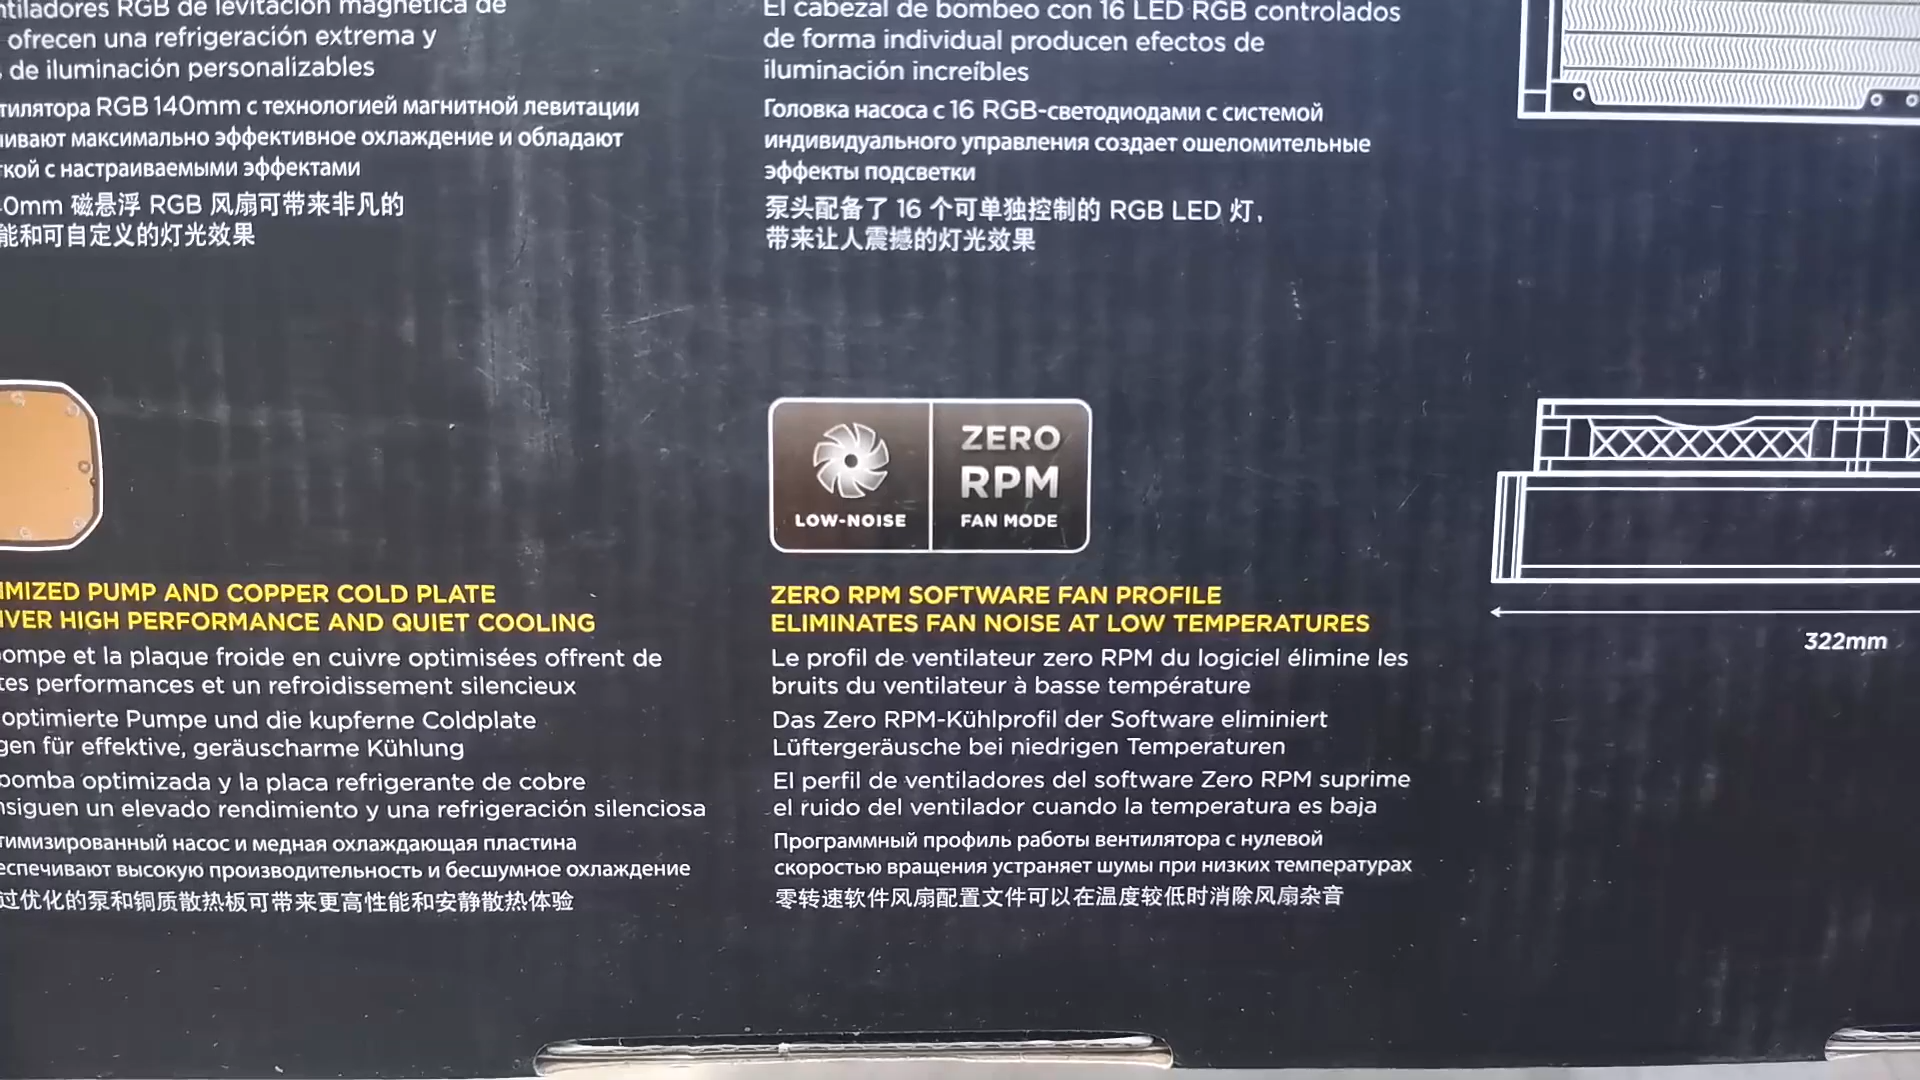 ntiladores RGB de levitación magnética de
ofrecen una refrigeración extrema y
de iluminación personalizables
RGB 140mm с технологией магнитной левитации
максимально эффективное охлаждение и обладают
с настраиваемыми эффектами
0mm 磁悬浮 RGB 风扇可带来非凡的
能和可自定义的灯光效果
El cabezal de bombeo con 16 LED RGB controlados
de forma individual producen efectos de
iluminación increíbles
Головка насоса с 16 RGB-светодиодами с системой
индивидуального управления создает ошеломительные
эффекты подсветки
泵头配备了 16 个可单独控制的 RGB LED 灯,
带来让人震撼的灯光效果
LOW-NOISE
ZERO
RPM
FAN MODE
IMIZED PUMP AND COPPER COLD PLATE
IVER HIGH PERFORMANCE AND QUIET COOLING
ompe et la plaque froide en cuivre optimisées offrent de
tes performances et un refroidissement silencieux
optimierte Pumpe und die kupferne Coldplate
gen für effektive, geräuscharme Kühlung
bomba optimizada y la placa refrigerante de cobre
nsiguen un elevado rendimiento y una refrigeración silenciosa
тимизированный насос и медная охлаждающая пластина
еспечивают высокую производительность и бесшумное охлаждение
过优化的泵和铜质散热板可带来更高性能和安静散热体验
ZERO RPM SOFTWARE FAN PROFILE
ELIMINATES FAN NOISE AT LOW TEMPERATURES
Le profil de ventilateur zero RPM du logiciel élimine les
bruits du ventilateur à basse température
Das Zero RPM-Kühlprofil der Software eliminiert
Lüftergeräusche bei niedrigen Temperaturen
El perfil de ventiladores del software Zero RPM suprime
el ruido del ventilador cuando la temperatura es baja
Программный профиль работы вентилятора с нулевой
скоростью вращения устраняет шумы при низких температурах
零转速软件风扇配置文件可以在温度较低时消除风扇杂音
322mm